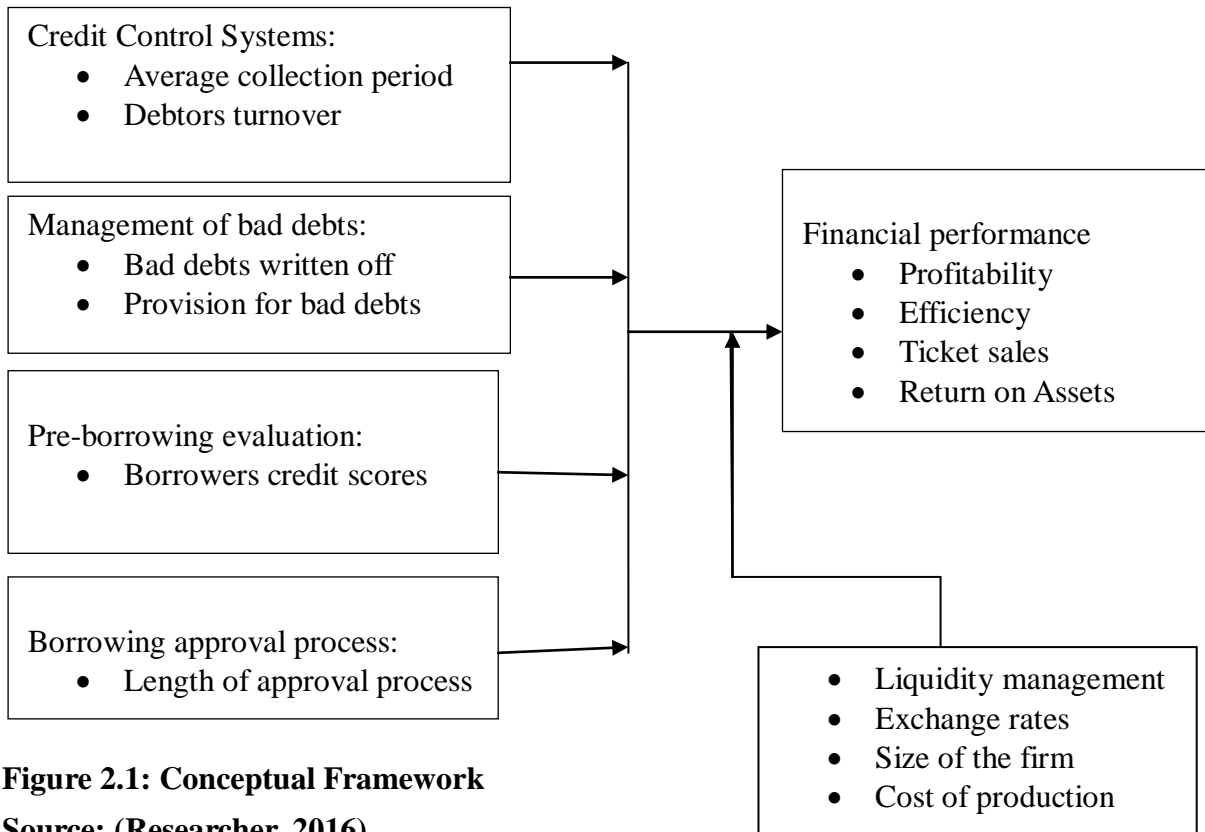 Credit Control Systems:
• Average collection period
• Debtors turnover
Management of bad debts:
• Bad debts written off
• Provision for bad debts
Pre-borrowing evaluation:
• Borrowers credit scores
Borrowing approval process:
• Length of approval process
Financial performance
• Profitability
• Efficiency
• Ticket sales
• Return on Assets
• Liquidity management
• Exchange rates
• Size of the firm
• Cost of production
Figure 2.1: Conceptual Framework
Source: (Researcher, 2016)